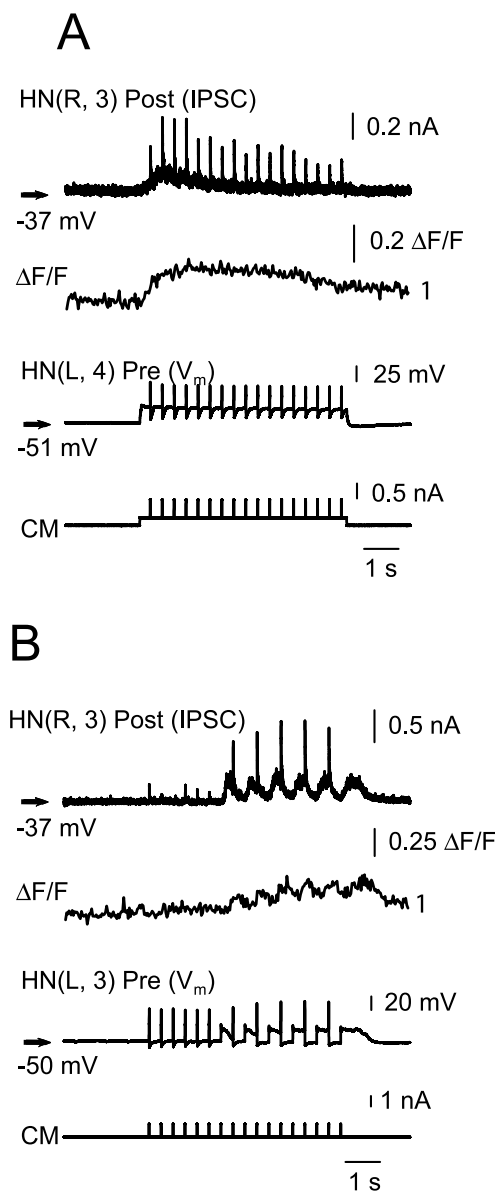 A
HN(R, 3) Post (IPSC)
0.2 nA
-37 mV
0.2 ΔF/F
ΔF/F
1
HN(L, 4) Pre (Vm)
25 mV
-51 mV
0.5 nA
CM
1 s
B
HN(R, 3) Post (IPSC)
0.5 nA
-37 mV
0.25 ΔF/F
ΔF/F
1
HN(L, 3) Pre (Vm)
20 mV
-50 mV
1 nA
CM
1 s